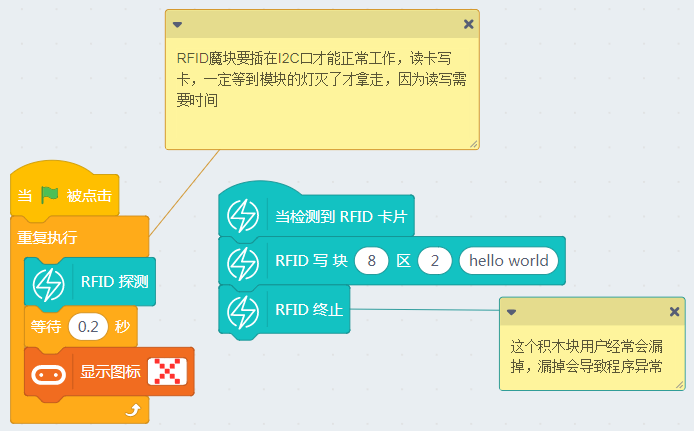 RFID魔块要插在I2C口才能正常工作，读卡写
卡，一定等到模块的灯灭了才拿走，因为读写需
要时间
当 被点击
重复执行
RFID 探测
等待 0.2 秒
显示图标
当检测到 RFID 卡片
RFID 写 块 8 区 2 hello world
RFID 终止
这个积木块用户经常会漏
掉，漏掉会导致程序异常